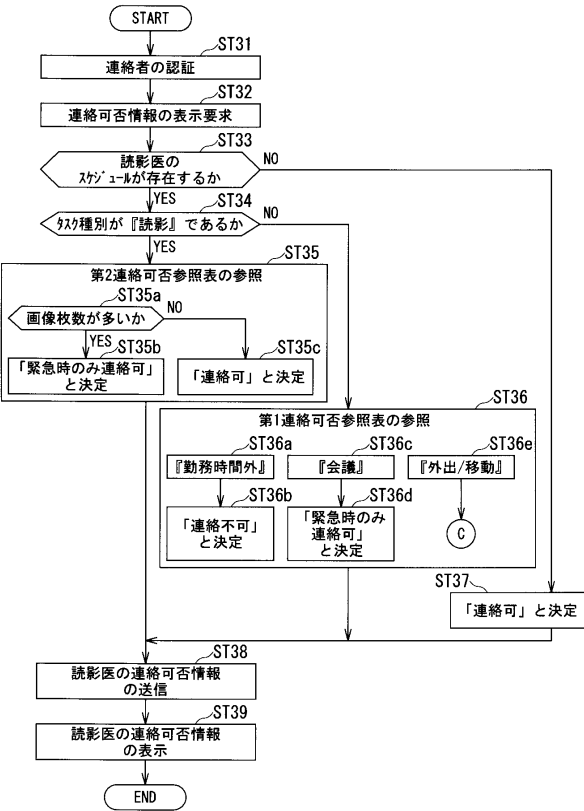 START
ST31
連絡者の認証
ST32
連絡可否情報の表示要求
ST33
読影医の
スケジュールが存在するか
NO
YES
ST34
タスク種別が『読影』であるか
NO
YES
ST35
第2連絡可否参照表の参照
ST35a
画像枚数が多いか
NO
YES
ST35b
「緊急時のみ連絡可」
と決定
ST35c
「連絡可」と決定
ST36
第1連絡可否参照表の参照
ST36a
『勤務時間外』
ST36c
『会議』
ST36e
『外出/移動』
ST36b
「連絡不可」
と決定
ST36d
「緊急時のみ
連絡可」
と決定
C
ST37
「連絡可」と決定
ST38
読影医の連絡可否情報
の送信
ST39
読影医の連絡可否情報
の表示
END